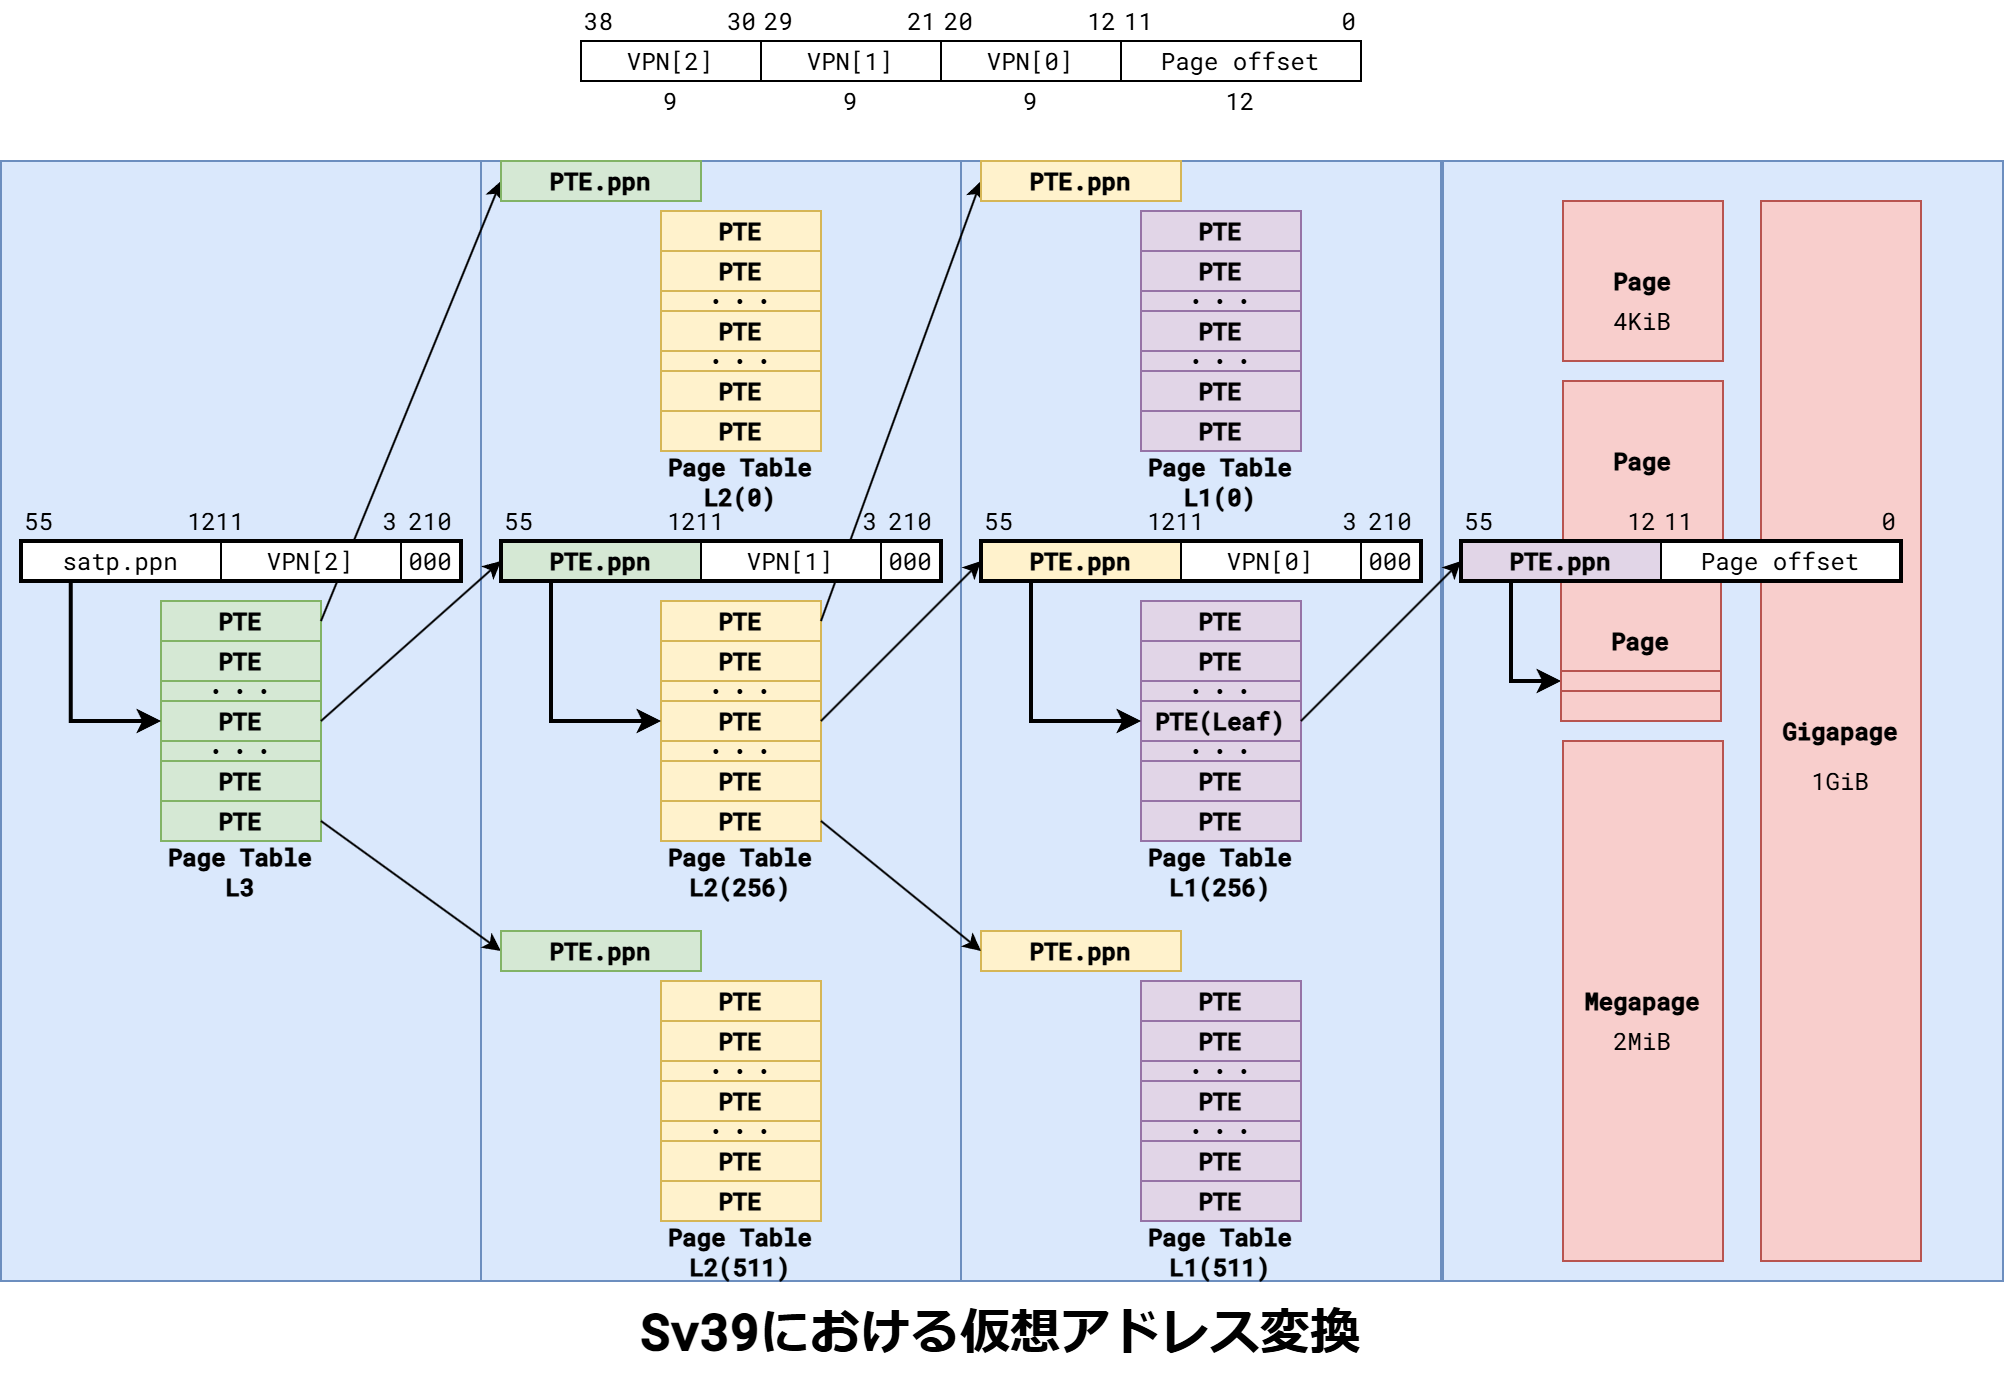 38 30 29 21 20 12 11 0
VPN[2] VPN[1] VPN[0] Page offset
9 9 9 12
PTE.ppn PTE.ppn
PTE PTE
PTE PTE
. . . . . .
PTE PTE
. . . . . .
PTE PTE
PTE PTE
Page Table Page Table
L2(0) L1(0)
Page
4KiB
Page
55 1211 3 210 55 1211 3 210 55 1211 3 210 55 12 11 0
satp.ppn VPN[2] 000 PTE.ppn VPN[1] 000 PTE.ppn VPN[0] 000 PTE.ppn Page offset
PTE PTE PTE
PTE PTE PTE Page
. . . . . . . . .
PTE PTE PTE(Leaf) Gigapage
. . . . . . . . .
PTE PTE PTE 1GiB
PTE PTE PTE
Page Table Page Table Page Table
L3 L2(256) L1(256)
PTE.ppn PTE.ppn
PTE PTE Megapage
PTE PTE 2MiB
. . . . . .
PTE PTE
. . . . . .
PTE PTE
PTE PTE
Page Table Page Table
L2(511) L1(511)
Sv39における仮想アドレス変換